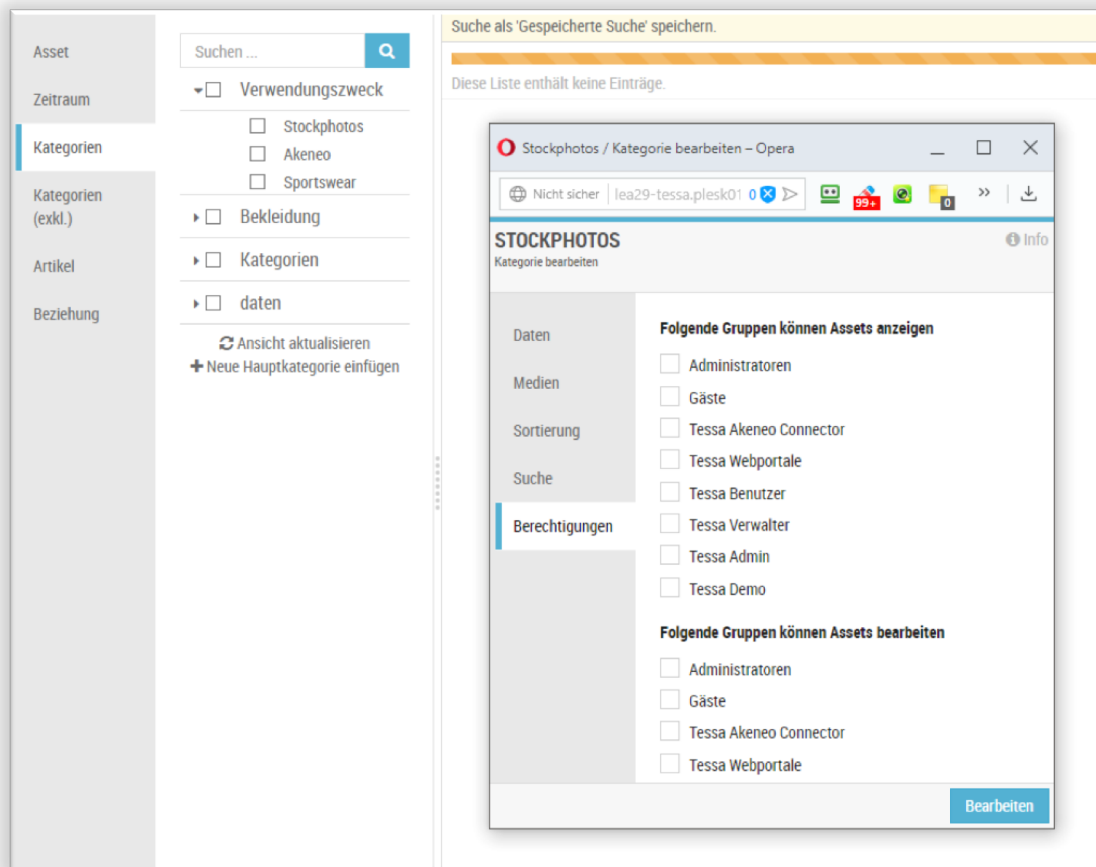 Asset
Zeitraum
Kategorien
Kategorien
(exkl.)
Artikel
Beziehung
Suchen ...
Verwendungszweck
Stockphotos
Akeneo
Sportswear
Bekleidung
Kategorien
daten
Ansicht aktualisieren
Neue Hauptkategorie einfügen
Suche als 'Gespeicherte Suche' speichern.
Diese Liste enthält keine Einträge.
Stockphotos / Kategorie bearbeiten – Opera
Nicht sicher lea29-tessa.plesk01 0 99+ 0 »
STOCKPHOTOS
Info
Kategorie bearbeiten
Daten
Medien
Sortierung
Suche
Berechtigungen
Folgende Gruppen können Assets anzeigen
Administratoren
Gäste
Tessa Akeneo Connector
Tessa Webportale
Tessa Benutzer
Tessa Verwalter
Tessa Admin
Tessa Demo
Folgende Gruppen können Assets bearbeiten
Administratoren
Gäste
Tessa Akeneo Connector
Tessa Webportale
Bearbeiten